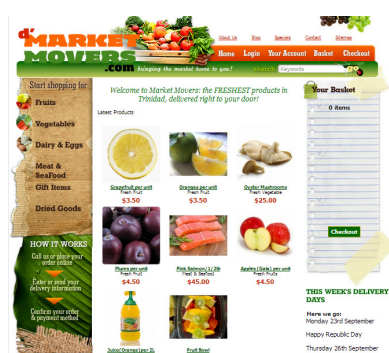 d' MARKET
MOVERS
.com bringing the market home to you!
About Us Blog Specials Contact Sitemap
Home Login Your Account Basket Checkout
search Keywords go
Start shopping for:
Fruits
Vegetables
Dairy & Eggs
Meat &
SeaFood
Gift Items
Dried Goods
HOW IT WORKS
Call us or place your
order online
Enter or send your
delivery information
Confirm your order
& payment method
Welcome to Market Movers: the FRESHEST products in
Trinidad, delivered right to your door!
Latest Products
Grapefruit per unit
Fresh Fruit
$3.50
Oranges per unit
Fresh Fruit
$3.50
Oyster Mushrooms
Fresh Vegetable
$25.00
Plums per unit
Fresh Fruit
$4.50
Pink Salmon/ 1/2lb
Meat & Seafood
$45.00
Apples (Gala) per unit
Fresh Fruit
$4.50
Juice/Orange/per 2L
Fruit Bowl
Your Basket
0 items
Checkout
THIS WEEK'S DELIVERY
DAYS
Here we go:
Monday 23rd September
Happy Republic Day
Thursday 26th September